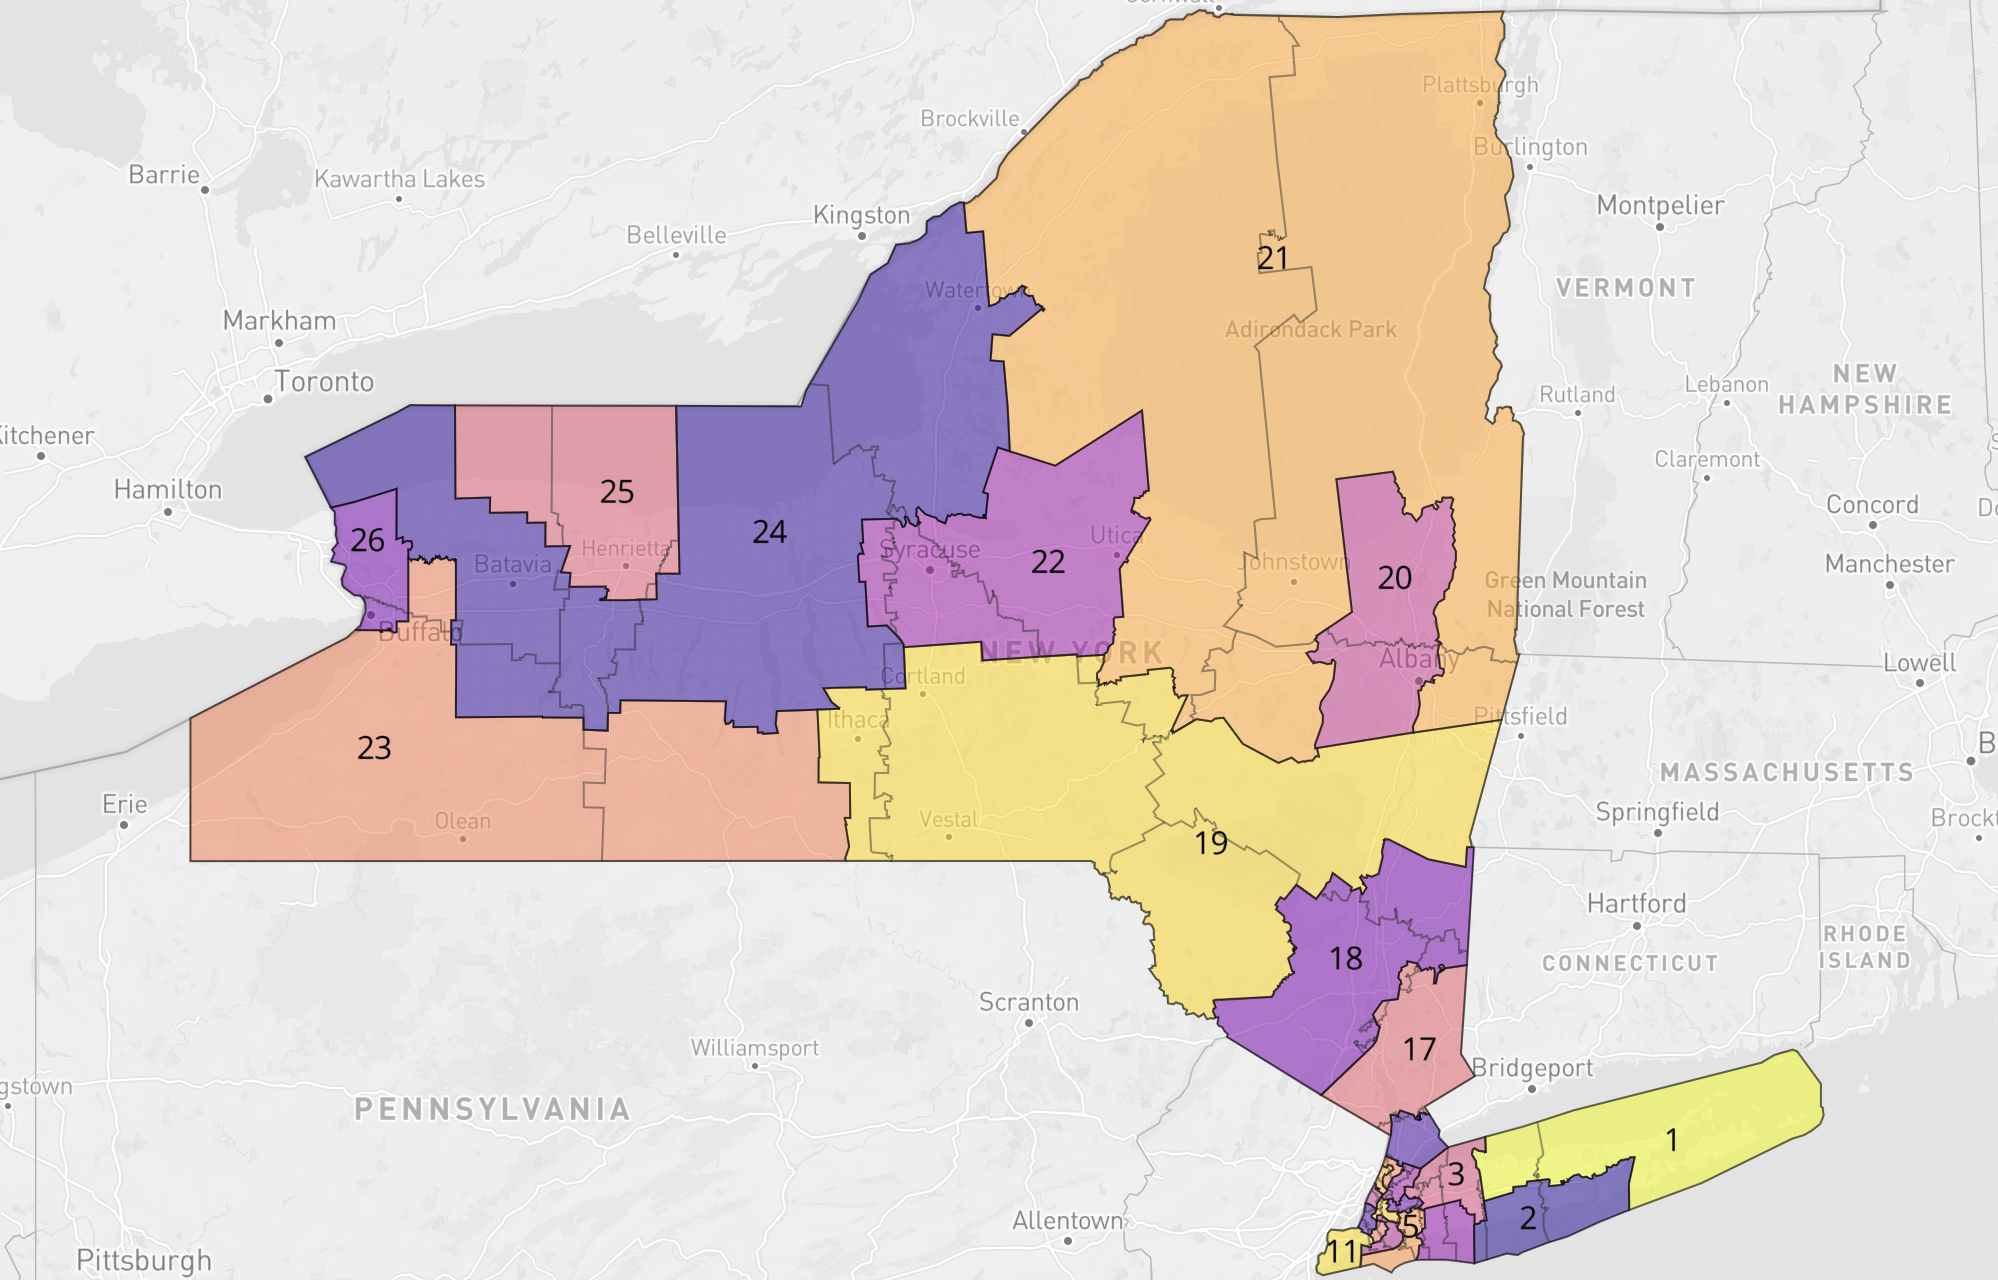 Plattsburgh
Brockville
Burlington
Barrie
Kawartha Lakes
Kingston
Montpelier
Belleville
21
VERMONT
Watertown
Markham
Adirondack Park
Toronto
NEW
HAMPSHIRE
Lebanon
Rutland
Kitchener
Claremont
25
Hamilton
Concord
24
26
Utica
Syracuse
Henrietta
22
Batavia
Johnstown
20
Green Mountain
National Forest
Manchester
Buffalo
NEW YORK
Albany
Lowell
Cortland
Ithaca
Pittsfield
23
MASSACHUSETTS
Erie
Springfield
Olean
Vestal
19
Hartford
RHODE
ISLAND
18
CONNECTICUT
Scranton
17
Williamsport
Bridgeport
PENNSYLVANIA
1
3
Allentown
2
5
11
Pittsburgh